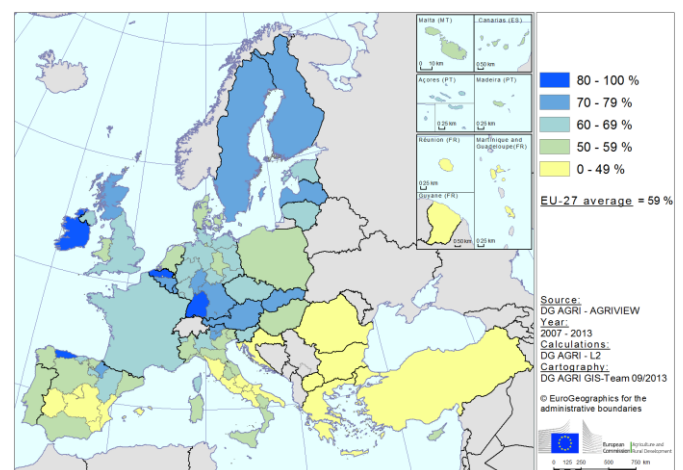 Malta (MT)
Canarias (ES)
0 10 km
0 50 km
Açores (PT)
Madeira (PT)
0 25 km
0 25 km
Réunion (FR)
Martinique and
Guadeloupe(FR)
0 25 km
Guyane (FR)
0 50 km
0 25 km
80 - 100 %
70 - 79 %
60 - 69 %
50 - 59 %
0 - 49 %
EU-27 average = 59 %
Source:
DG AGRI - AGRIVIEW
Year:
2007 - 2013
Calculations:
DG AGRI - L2
Cartography:
DG AGRI GIS-Team 09/2013
© EuroGeographics for the
administrative boundaries
European
Commission
Agriculture and
Rural Development
0 125 250 500 750 km